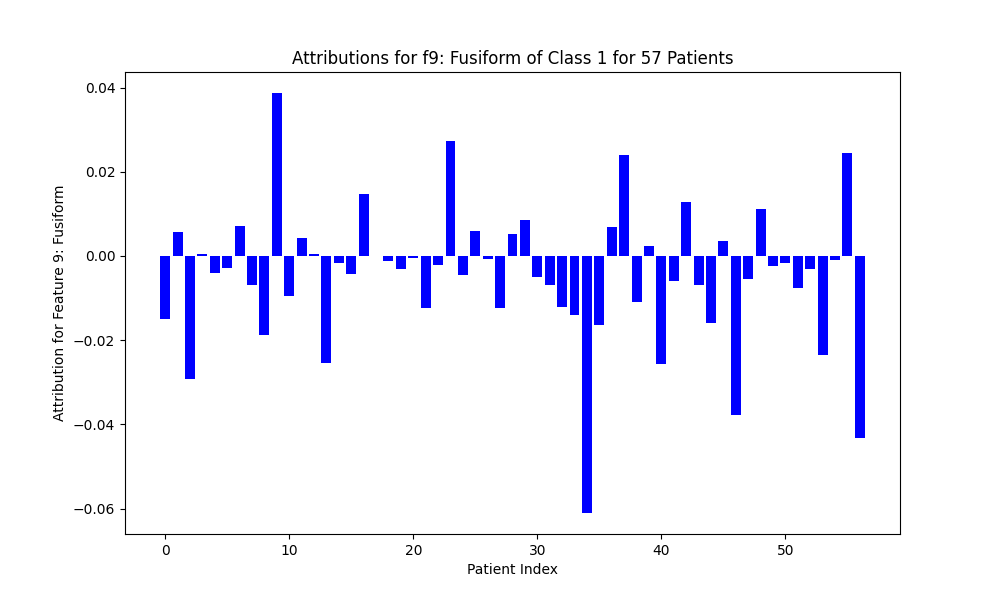 Attributions for f9: Fusiform of Class 1 for 57 Patients
Attribution for Feature 9: Fusiform
0.04
0.02
0.00
−0.02
−0.04
−0.06
0 10 20 30 40 50
Patient Index